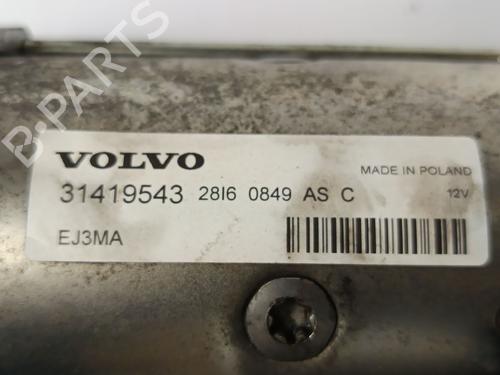 B-PARTS
VOLVO
MADE IN POLAND
31419543 28I6 0849 AS C 12V
EJ3MA